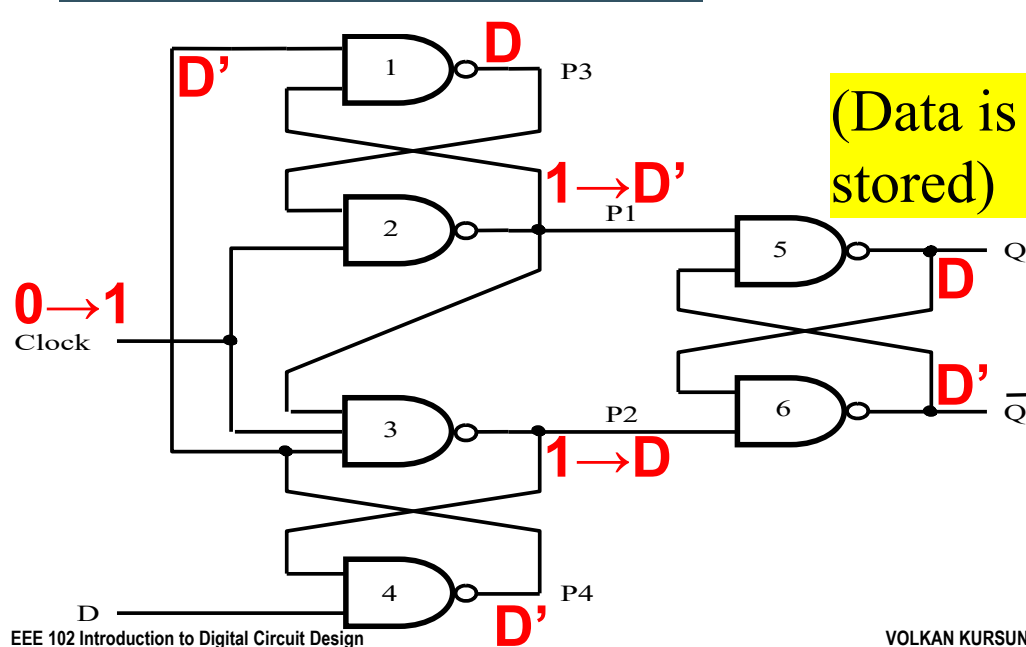 D
1
P3
D’
(Data is
stored)
1→D’
P1
2
5
Q
D
0→1
Clock
D’
P2
6
Q̅
3
1→D
4
P4
D
D’
EEE 102 Introduction to Digital Circuit Design
VOLKAN KURSUN